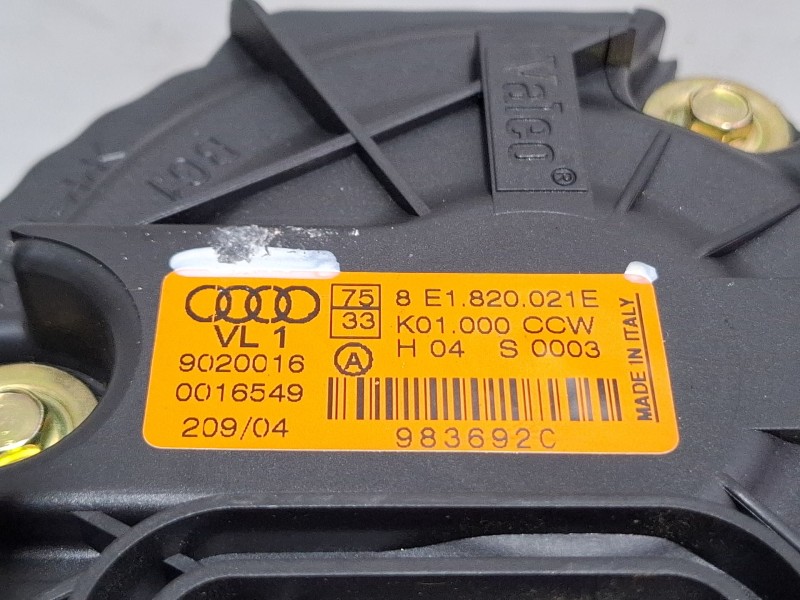 Valeo®
BC1
VL 1
9020016
0016549
209/04
75
33
A
8 E1.820.021E
K01.000 CCW
H 04 S 0003
983692C
MADE IN ITALY